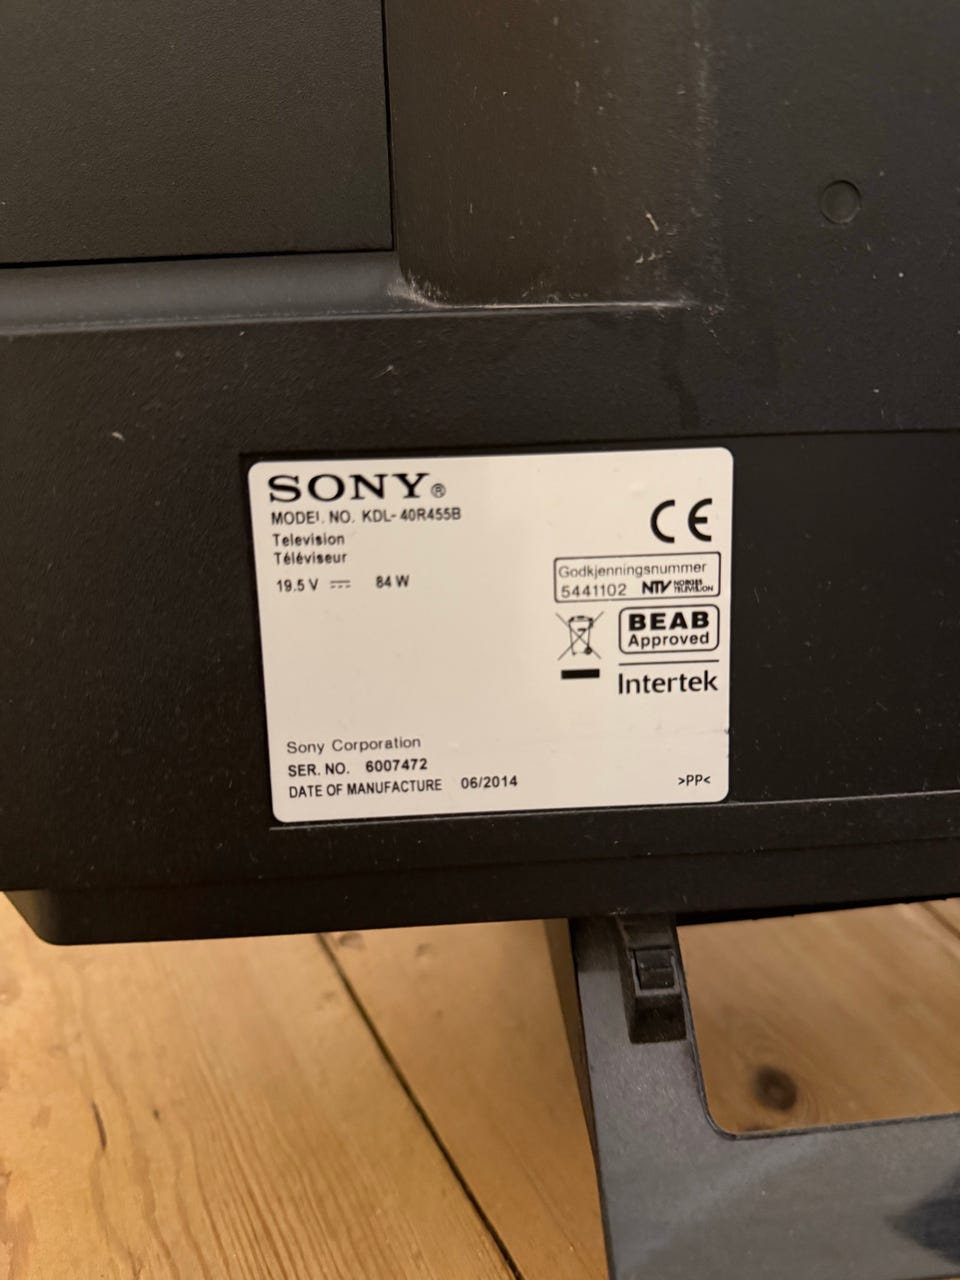 SONY®
MODEL NO. KDL-40R455B
Television
Téléviseur
19.5 V ⎓ 84 W
CE
Godkjenningsnummer
5441102 NTV NORGES TELEVISJON
BEAB
Approved
Intertek
Sony Corporation
SER. NO. 6007472
DATE OF MANUFACTURE 06/2014
>PP<